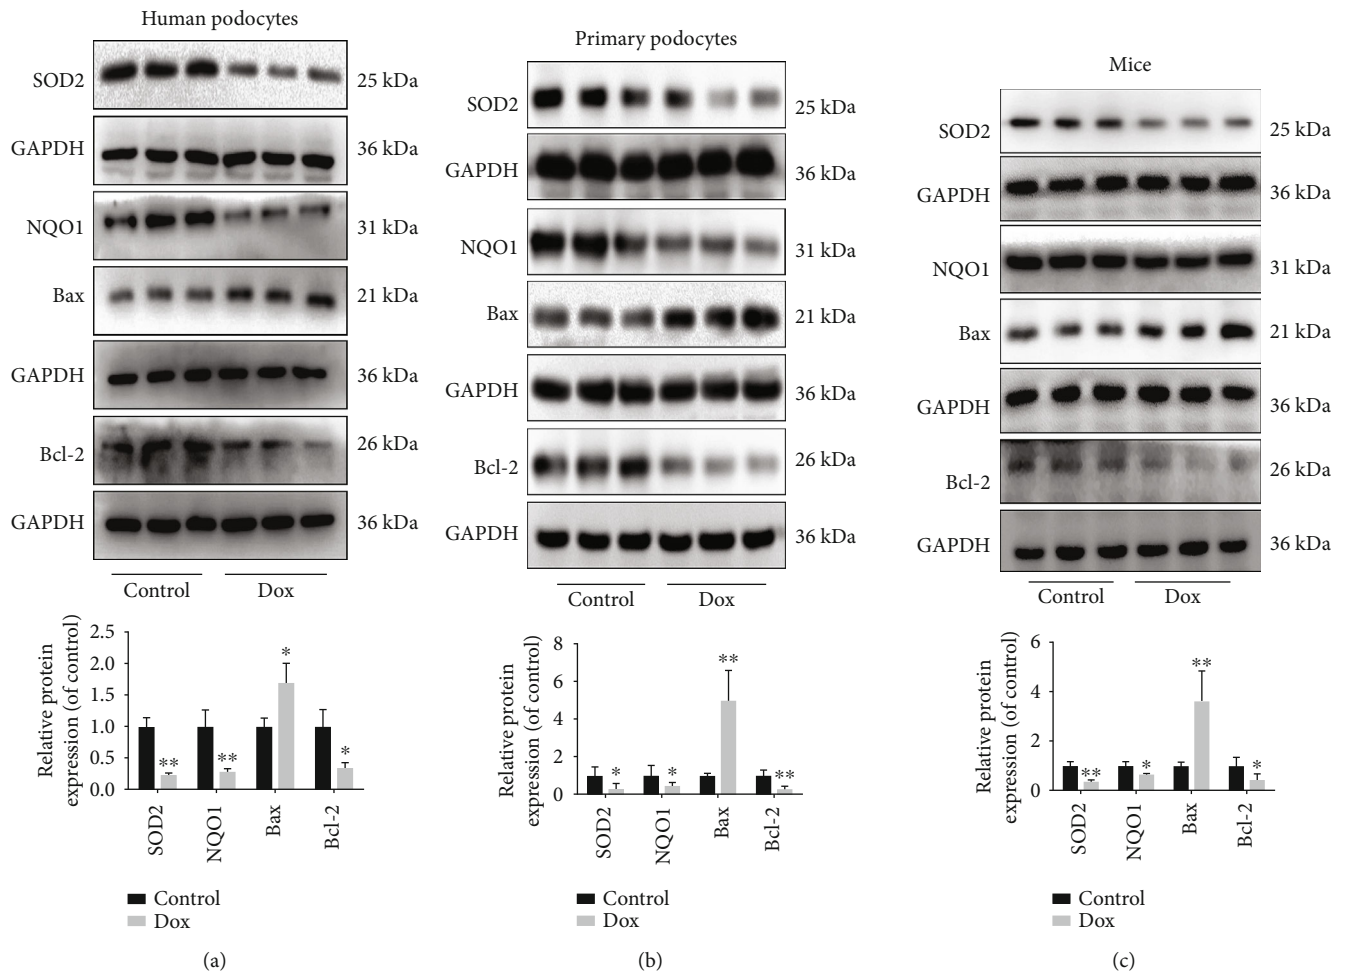 Human podocytes
SOD2 25 kDa
GAPDH 36 kDa
NQO1 31 kDa
Bax 21 kDa
GAPDH 36 kDa
Bcl-2 26 kDa
GAPDH 36 kDa
Control Dox
Relative protein
expression (of control)
2.5
2.0
1.5
1.0
0.5
0.0
*
** ** *
SOD2 NQO1 Bax Bcl-2
Control
Dox
(a)
Primary podocytes
SOD2 25 kDa
GAPDH 36 kDa
NQO1 31 kDa
Bax 21 kDa
GAPDH 36 kDa
Bcl-2 26 kDa
GAPDH 36 kDa
Control Dox
Relative protein
expression (of control)
8
6
4
2
0
**
* * **
SOD2 NQO1 Bax Bcl-2
Control
Dox
(b)
Mice
SOD2 25 kDa
GAPDH 36 kDa
NQO1 31 kDa
Bax 21 kDa
GAPDH 36 kDa
Bcl-2 26 kDa
GAPDH 36 kDa
Control Dox
Relative protein
expression (of control)
6
4
2
0
**
** * *
SOD2 NQO1 Bax Bcl-2
Control
Dox
(c)